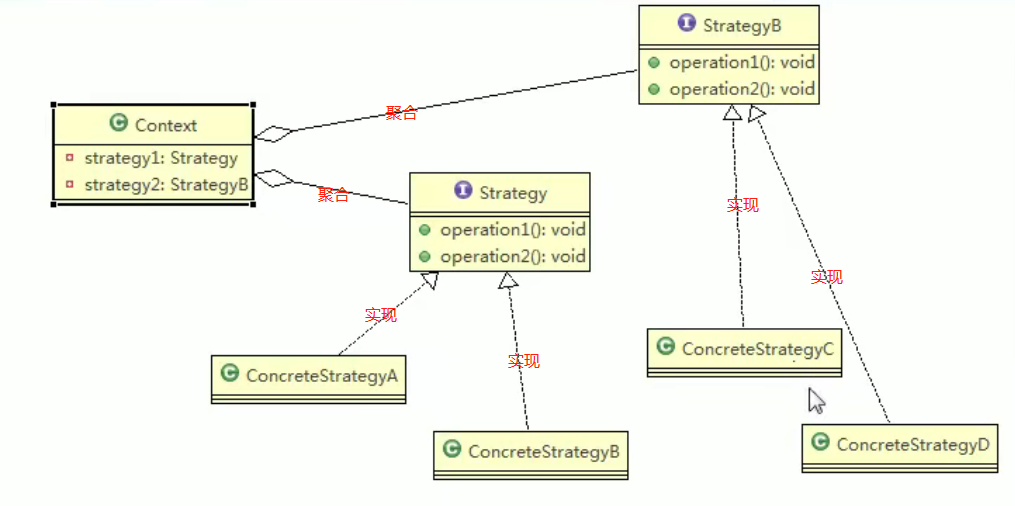 I StrategyB
operation1(): void
operation2(): void
聚合
C Context
strategy1: Strategy
strategy2: StrategyB
聚合
I Strategy
operation1(): void
operation2(): void
实现
实现
实现
实现
C ConcreteStrategyC
C ConcreteStrategyA
C ConcreteStrategyB
C ConcreteStrategyD